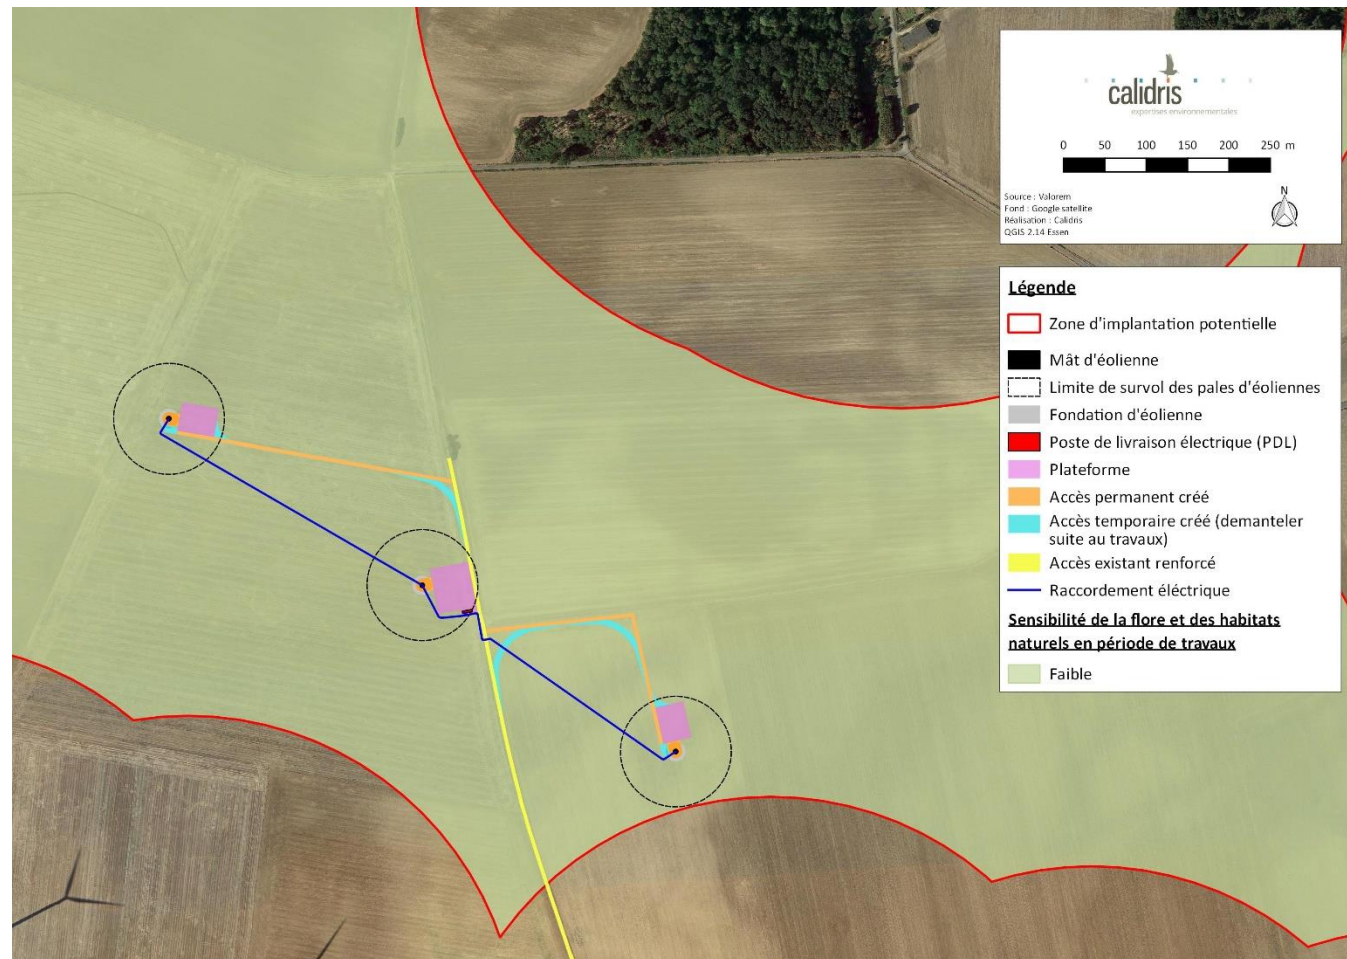 calidris
expertises environnementales
0 50 100 150 200 250 m
Source : Valorem
Fond : Google satellite
Réalisation : Calidris
QGIS 2.14 Essen
N
Légende
Zone d'implantation potentielle
Mât d'éolienne
Limite de survol des pales d'éoliennes
Fondation d'éolienne
Poste de livraison électrique (PDL)
Plateforme
Accès permanent créé
Accès temporaire créé (demanteler
suite au travaux)
Accès existant renforcé
Raccordement éléctrique
Sensibilité de la flore et des habitats
naturels en période de travaux
Faible